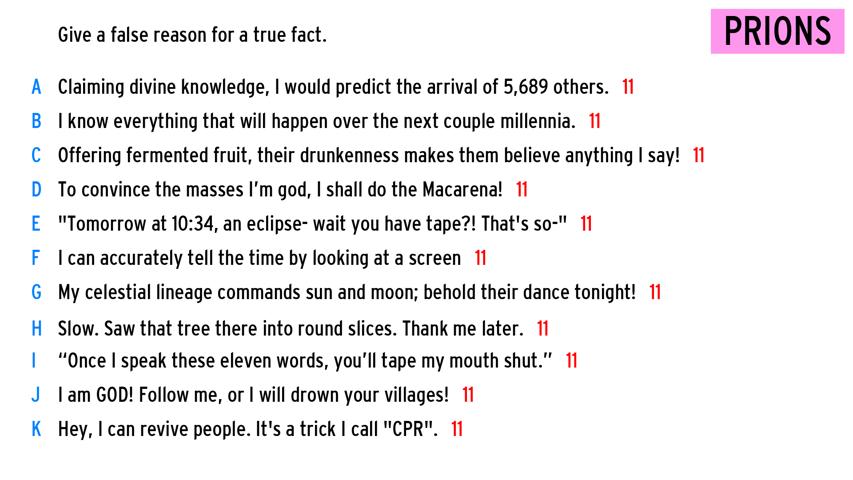 Give a false reason for a true fact.
PRIONS
A Claiming divine knowledge, I would predict the arrival of 5,689 others. 11
B I know everything that will happen over the next couple millennia. 11
C Offering fermented fruit, their drunkenness makes them believe anything I say! 11
D To convince the masses I'm god, I shall do the Macarena! 11
E "Tomorrow at 10:34, an eclipse- wait you have tape?! That's so-" 11
F I can accurately tell the time by looking at a screen 11
G My celestial lineage commands sun and moon; behold their dance tonight! 11
H Slow. Saw that tree there into round slices. Thank me later. 11
I “Once I speak these eleven words, you’ll tape my mouth shut.” 11
J I am GOD! Follow me, or I will drown your villages! 11
K Hey, I can revive people. It's a trick I call "CPR". 11